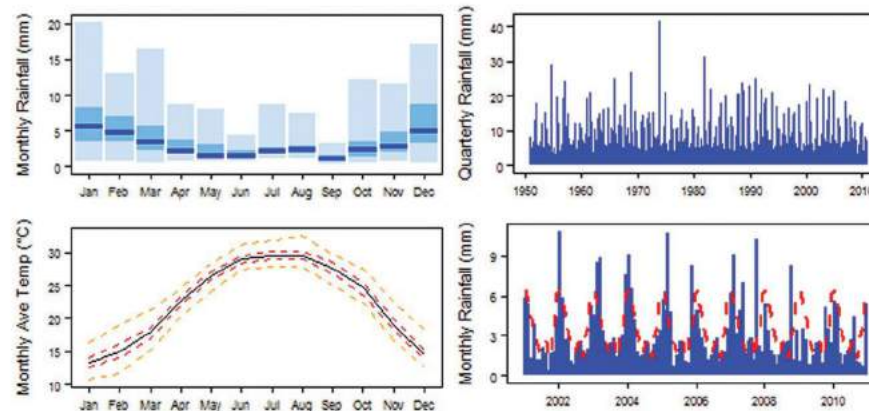 Monthly Rainfall (mm)
20
15
10
5
0
Jan Feb Mar Apr May Jun Jul Aug Sep Oct Nov Dec
Quarterly Rainfall (mm)
40
30
20
10
0
1950 1960 1970 1980 1990 2000 2010
Monthly Ave Temp (°C)
30
25
20
15
10
Jan Feb Mar Apr May Jun Jul Aug Sep Oct Nov Dec
Monthly Rainfall (mm)
9
6
3
0
2002 2004 2006 2008 2010